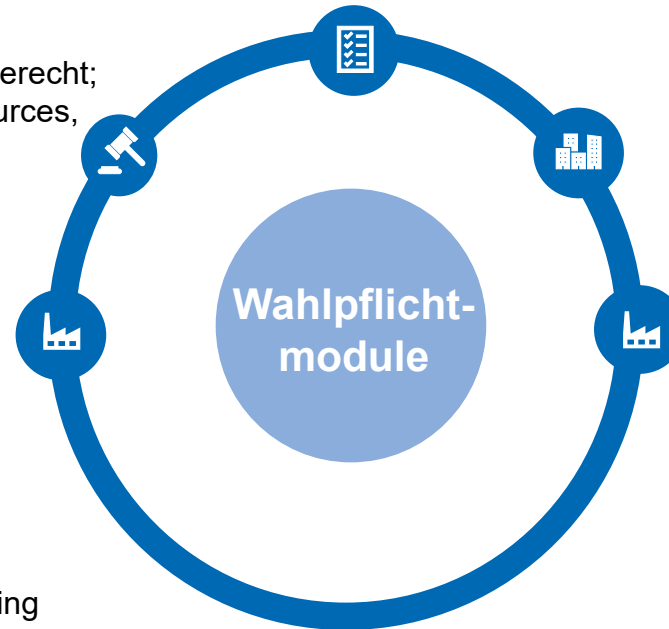 erecht;
urces,
Wahlpflicht-
module
ing